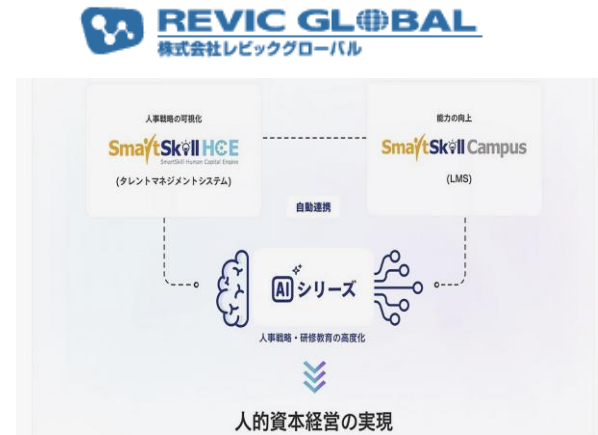 REVIC GLOBAL
株式会社レビックグローバル
人事戦略の可視化
SmartSkill HCE
SmartSkill Human Capital Engine
(タレントマネジメントシステム)
能力の向上
SmartSkill Campus
(LMS)
自動連携
AIシリーズ
人事戦略・研修教育の高度化
人的資本経営の実現